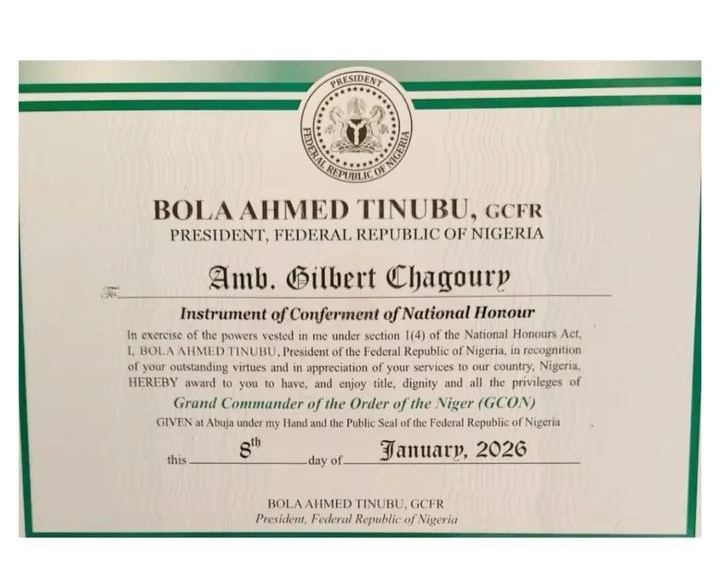 PRESIDENT
FEDERAL REPUBLIC OF NIGERIA
BOLA AHMED TINUBU, GCFR
PRESIDENT, FEDERAL REPUBLIC OF NIGERIA
To Amb. Gilbert Chagoury
Instrument of Conferment of National Honour
In exercise of the powers vested in me under section 1(4) of the National Honours Act,
I, BOLA AHMED TINUBU, President of the Federal Republic of Nigeria, in recognition
of your outstanding virtues and in appreciation of your services to our country, Nigeria,
HEREBY award to you to have, and enjoy title, dignity and all the privileges of
Grand Commander of the Order of the Niger (GCON)
GIVEN at Abuja under my Hand and the Public Seal of the Federal Republic of Nigeria
this 8th day of January, 2026
BOLA AHMED TINUBU, GCFR
President, Federal Republic of Nigeria